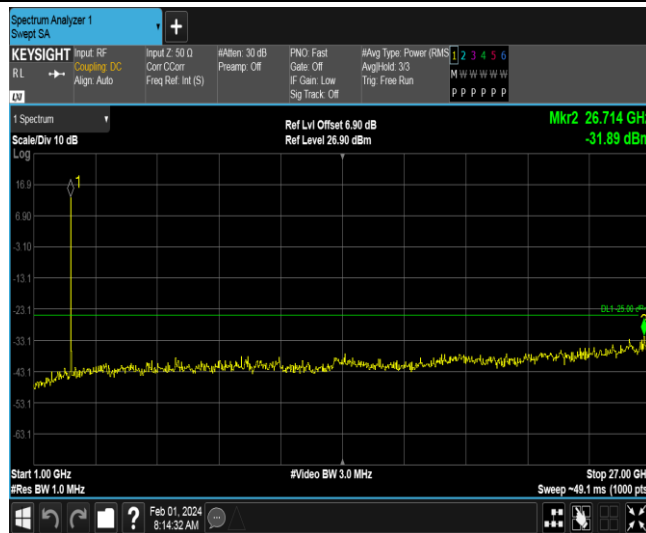 Spectrum Analyzer 1
Swept SA
+
KEYSIGHT
RL
LXI
Input: RF
Coupling: DC
Align: Auto
Input Z: 50 Ω
Corr CCorr
Freq Ref: Int (S)
#Atten: 30 dB
Preamp: Off
PNO: Fast
Gate: Off
IF Gain: Low
Sig Track: Off
#Avg Type: Power (RMS
Avg|Hold: 3/3
Trig: Free Run
1 2 3 4 5 6
M W W W W W
P P P P P P
1 Spectrum
Scale/Div 10 dB
Log
Ref Lvl Offset 6.90 dB
Ref Level 26.90 dBm
Mkr2 26.714 GHz
-31.89 dBm
1
16.9
6.90
-3.10
-13.1
-23.1
-33.1
-43.1
-53.1
-63.1
DL1 -25.00 dB
Start 1.00 GHz
#Res BW 1.0 MHz
#Video BW 3.0 MHz
Stop 27.00 GH
Sweep ~49.1 ms (1000 pts
?
Feb 01, 2024
8:14:32 AM